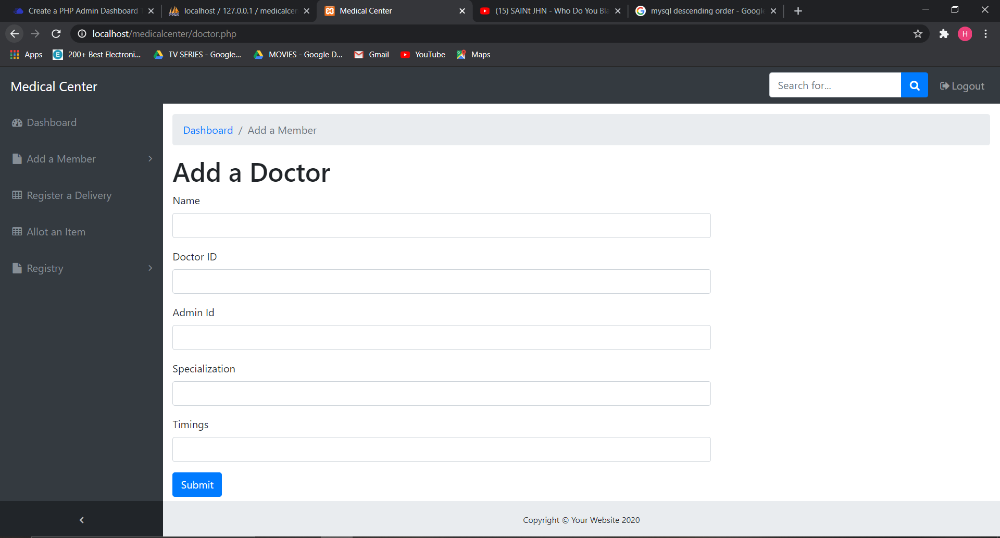 Create a PHP Admin Dashboard
localhost / 127.0.0.1 / medicalcen
Medical Center
(15) SAINt JHN - Who Do You Bla
mysql descending order - Google
localhost/medicalcenter/doctor.php
H
Apps
200+ Best Electroni...
TV SERIES - Google...
MOVIES - Google D...
Gmail
YouTube
Maps
Medical Center
Search for...
Logout
Dashboard
Add a Member
Register a Delivery
Allot an Item
Registry
Dashboard / Add a Member
Add a Doctor
Name
Doctor ID
Admin Id
Specialization
Timings
Submit
Copyright © Your Website 2020